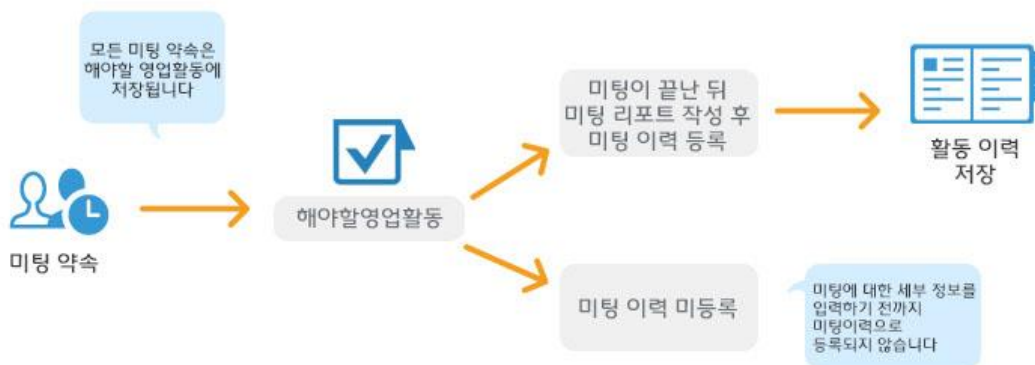 모든 미팅 약속은
해야할 영업활동에
저장됩니다
미팅 약속
해야할영업활동
미팅이 끝난 뒤
미팅 리포트 작성 후
미팅 이력 등록
활동 이력
저장
미팅 이력 미등록
미팅에 대한 세부 정보를
입력하기 전까지
미팅이력으로
등록되지 않습니다